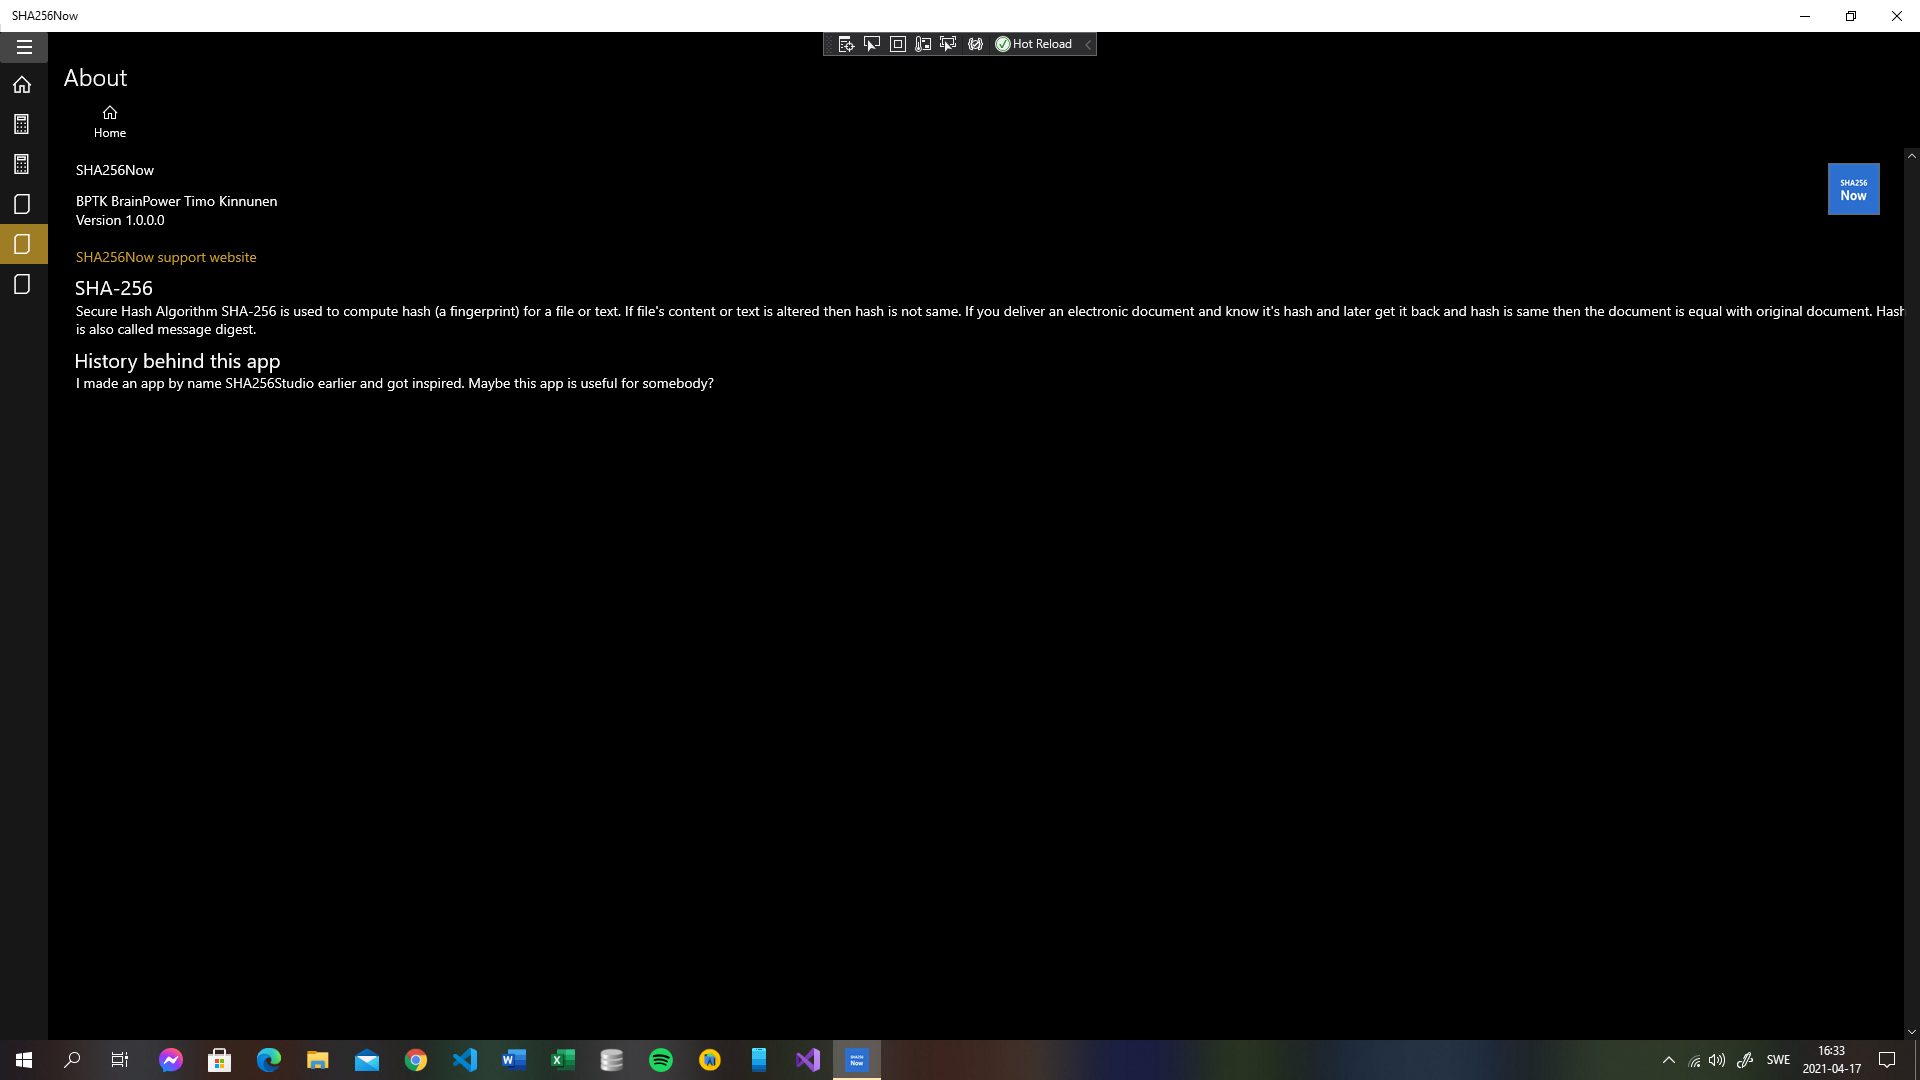 SHA256Now
Hot Reload
About
Home
SHA256Now
SHA256
Now
BPTK BrainPower Timo Kinnunen
Version 1.0.0.0
SHA256Now support website
SHA-256
Secure Hash Algorithm SHA-256 is used to compute hash (a fingerprint) for a file or text. If file's content or text is altered then hash is not same. If you deliver an electronic document and know it's hash and later get it back and hash is same then the document is equal with original document. Hash
is also called message digest.
History behind this app
I made an app by name SHA256Studio earlier and got inspired. Maybe this app is useful for somebody?
AI
SHA256
Now
SWE
16:33
2021-04-17